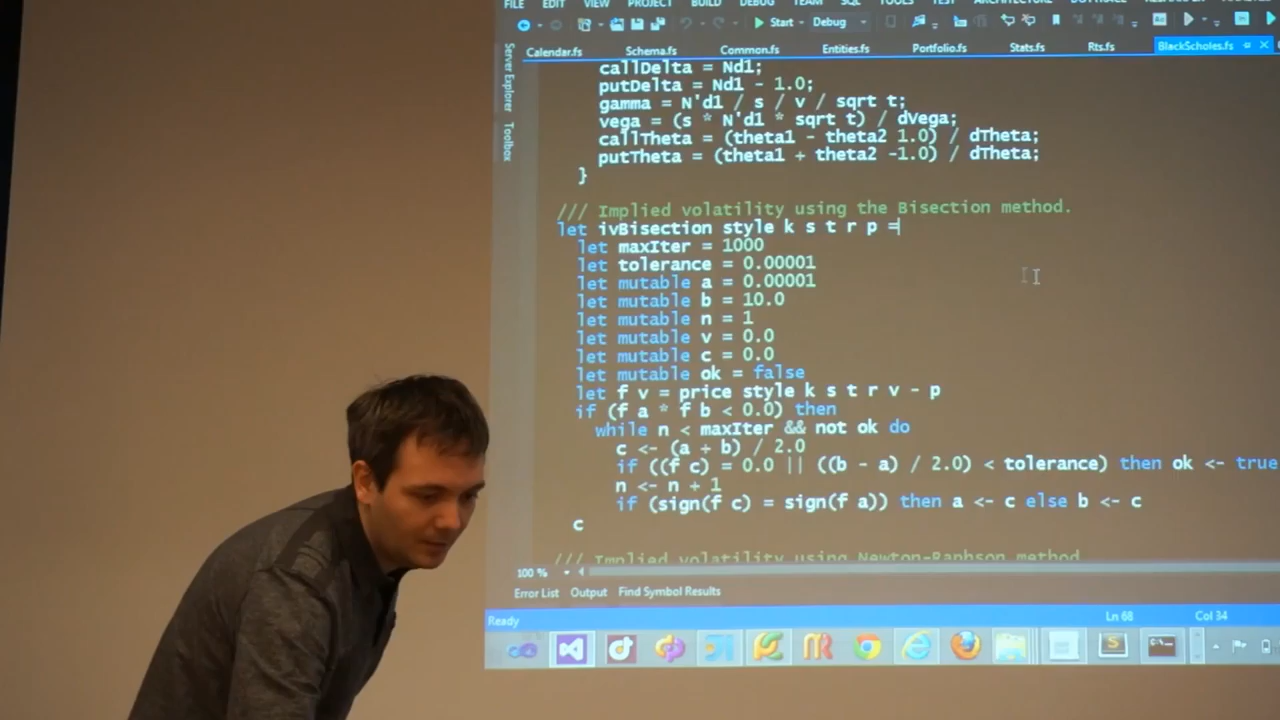 FILE EDIT VIEW PROJECT BUILD DEBUG TEAM SQL TOOLS TEST ARCHITECTURE
Start Debug
Calendar.fs Schema.fs Common.fs Entities.fs Portfolio.fs Stats.fs Rts.fs BlackScholes.fs
Server Explorer
Toolbox
callDelta = Nd1;
putDelta = Nd1 - 1.0;
gamma = N'd1 / s / v / sqrt t;
vega = (s * N'd1 * sqrt t) / dVega;
callTheta = (theta1 - theta2 1.0) / dTheta;
putTheta = (theta1 + theta2 -1.0) / dTheta;
}
/// Implied volatility using the Bisection method.
let ivBisection style k s t r p =
let maxIter = 1000
let tolerance = 0.00001
let mutable a = 0.00001
let mutable b = 10.0
let mutable n = 1
let mutable v = 0.0
let mutable c = 0.0
let mutable ok = false
let f v = price style k s t r v - p
if (f a * f b < 0.0) then
while n < maxIter && not ok do
c <- (a + b) / 2.0
if ((f c) = 0.0 || ((b - a) / 2.0) < tolerance) then ok <- true
n <- n + 1
if (sign(f c) = sign(f a)) then a <- c else b <- c
c
/// Implied volatility using Newton-Raphson method
100 %
Error List Output Find Symbol Results
Ready Ln 68 Col 34